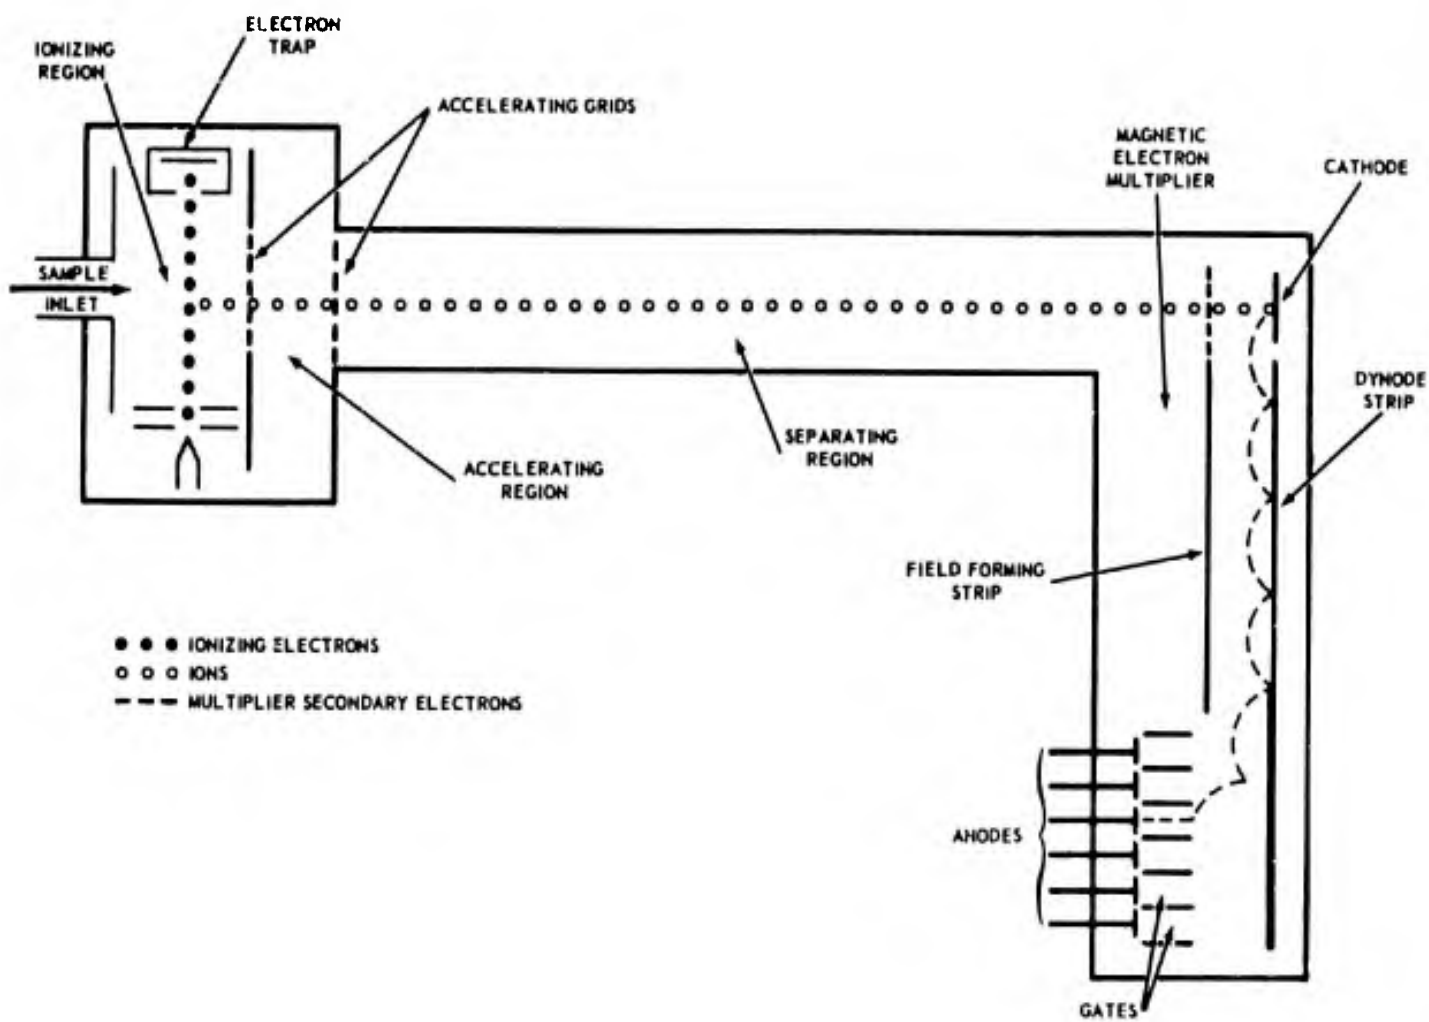 ELECTRON
TRAP
IONIZING
REGION
ACCELERATING GRIDS
MAGNETIC
ELECTRON
MULTIPLIER
CATHODE
SAMPLE
INLET
DYNODE
STRIP
SEPARATING
REGION
ACCELERATING
REGION
FIELD FORMING
STRIP
IONIZING ELECTRONS
IONS
MULTIPLIER SECONDARY ELECTRONS
ANODES
GATES